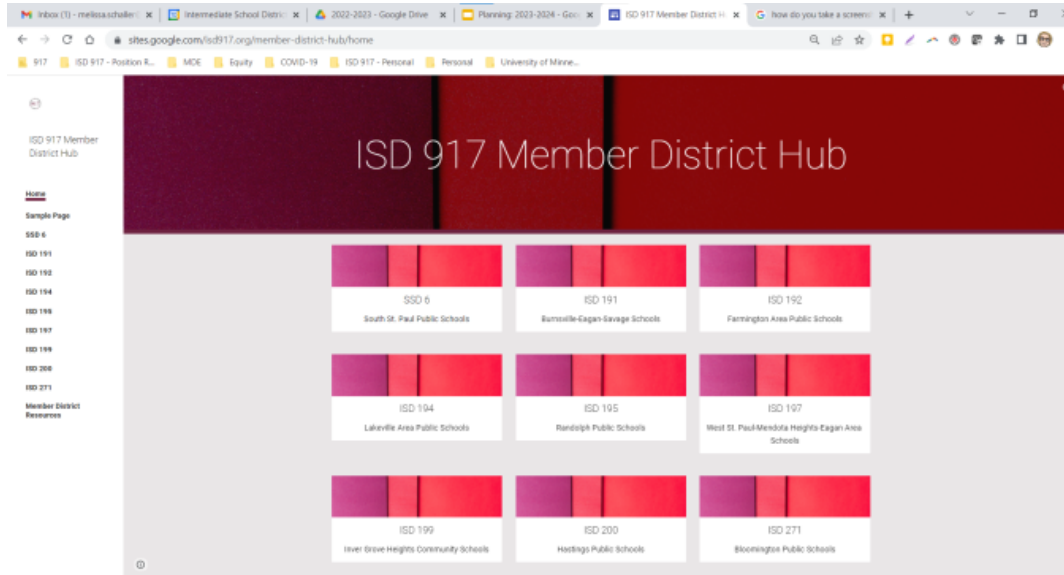 Inbox (1) - melissa.schaller
Intermediate School Distric
2022-2023 - Google Drive
Planning: 2023-2024 - Goo
ISD 917 Member District H
how do you take a screens
sites.google.com/isd917.org/member-district-hub/home
917
ISD 917 - Position R...
MDE
Equity
COVID-19
ISD 917 - Personal
Personal
University of Minne...
ISD 917 Member
District Hub
Home
Sample Page
SSD 6
ISD 191
ISD 192
ISD 194
ISD 195
ISD 197
ISD 199
ISD 200
ISD 271
Member District
Resources
ISD 917 Member District Hub
SSD 6
South St. Paul Public Schools
ISD 191
Burnsville-Eagan-Savage Schools
ISD 192
Farmington Area Public Schools
ISD 194
Lakeville Area Public Schools
ISD 195
Randolph Public Schools
ISD 197
West St. Paul-Mendota Heights-Eagan Area
Schools
ISD 199
Inver Grove Heights Community Schools
ISD 200
Hastings Public Schools
ISD 271
Bloomington Public Schools